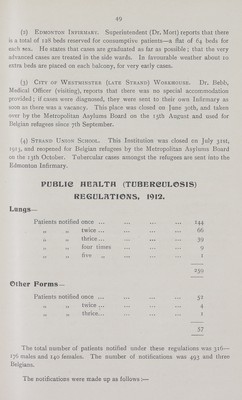 49
(2) EDMONTON INFIRMARY. Superintendent (Dr. Mort) reports that there
is a total of 128 beds reserved for consumptive patients—a flat of 64 beds for
each sex. He states that cases are graduated as far as possible; that the very
advanced cases are treated in the side wards. In favourable weather about 10
extra beds are placed on each balcony, for very early cases.
(3) CITY OF WESTMINSTER (LATE STRAND) WORKHOUSE. Dr. Bebb,
Medical Officer (visiting), reports that there was no special accommodation
provided; if cases were diagnosed, they were sent to their own Infirmary as
soon as there was a vacancy. This place was closed on June 30th, and taken
over by the Metropolitan Asylums Board on the 13th August and used for
Belgian refugees since 7th September.
(4) STRAND UNION SCHOOL. This Institution was closed on July 31st,
1913, and reopened for Belgian refugees by the Metropolitan Asylums Board
on the 13th October. Tubercular cases amongst the refugees are sent into the
Edmonton Infirmary.
PUBLIC HEALTH (TUBERCULOSIS)
REGULATIONS, 1912.
Lungs—
Patients notified once ... ... ... ... 144
„ „ twice ... ... ... ... 66
„ „ thrice ... ... ... ... 39
„ „ four times ... ... ... 9
„ „ five „ ... ... ... 1
259
Other Forms—
Patients notified once ... ... ... ... 52
„ „ twice ... ... ... ... 4
„ „ thrice... ... ... ... 1
57
The total number of patients notified under these regulations was 316—
176 males and 140 females. The number of notifications was 493 and three
Belgians.
The notifications were made up as follows :—